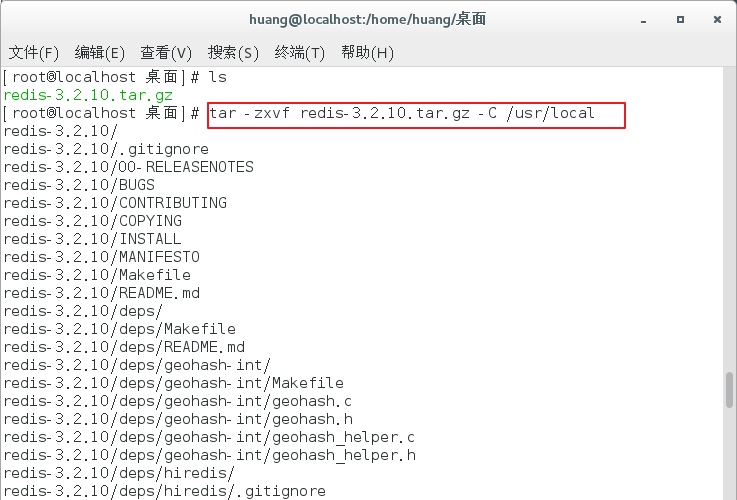 huang@localhost:/home/huang/桌面
文件(F) 编辑(E) 查看(V) 搜索(S) 终端(T) 帮助(H)
[root@localhost 桌面]# ls
redis-3.2.10.tar.gz
[root@localhost 桌面]# tar -zxvf redis-3.2.10.tar.gz -C /usr/local
redis-3.2.10/
redis-3.2.10/.gitignore
redis-3.2.10/00-RELEASENOTES
redis-3.2.10/BUGS
redis-3.2.10/CONTRIBUTING
redis-3.2.10/COPYING
redis-3.2.10/INSTALL
redis-3.2.10/MANIFESTO
redis-3.2.10/Makefile
redis-3.2.10/README.md
redis-3.2.10/deps/
redis-3.2.10/deps/Makefile
redis-3.2.10/deps/README.md
redis-3.2.10/deps/geohash-int/
redis-3.2.10/deps/geohash-int/Makefile
redis-3.2.10/deps/geohash-int/geohash.c
redis-3.2.10/deps/geohash-int/geohash.h
redis-3.2.10/deps/geohash-int/geohash_helper.c
redis-3.2.10/deps/geohash-int/geohash_helper.h
redis-3.2.10/deps/hiredis/
redis-3.2.10/deps/hiredis/.gitignore